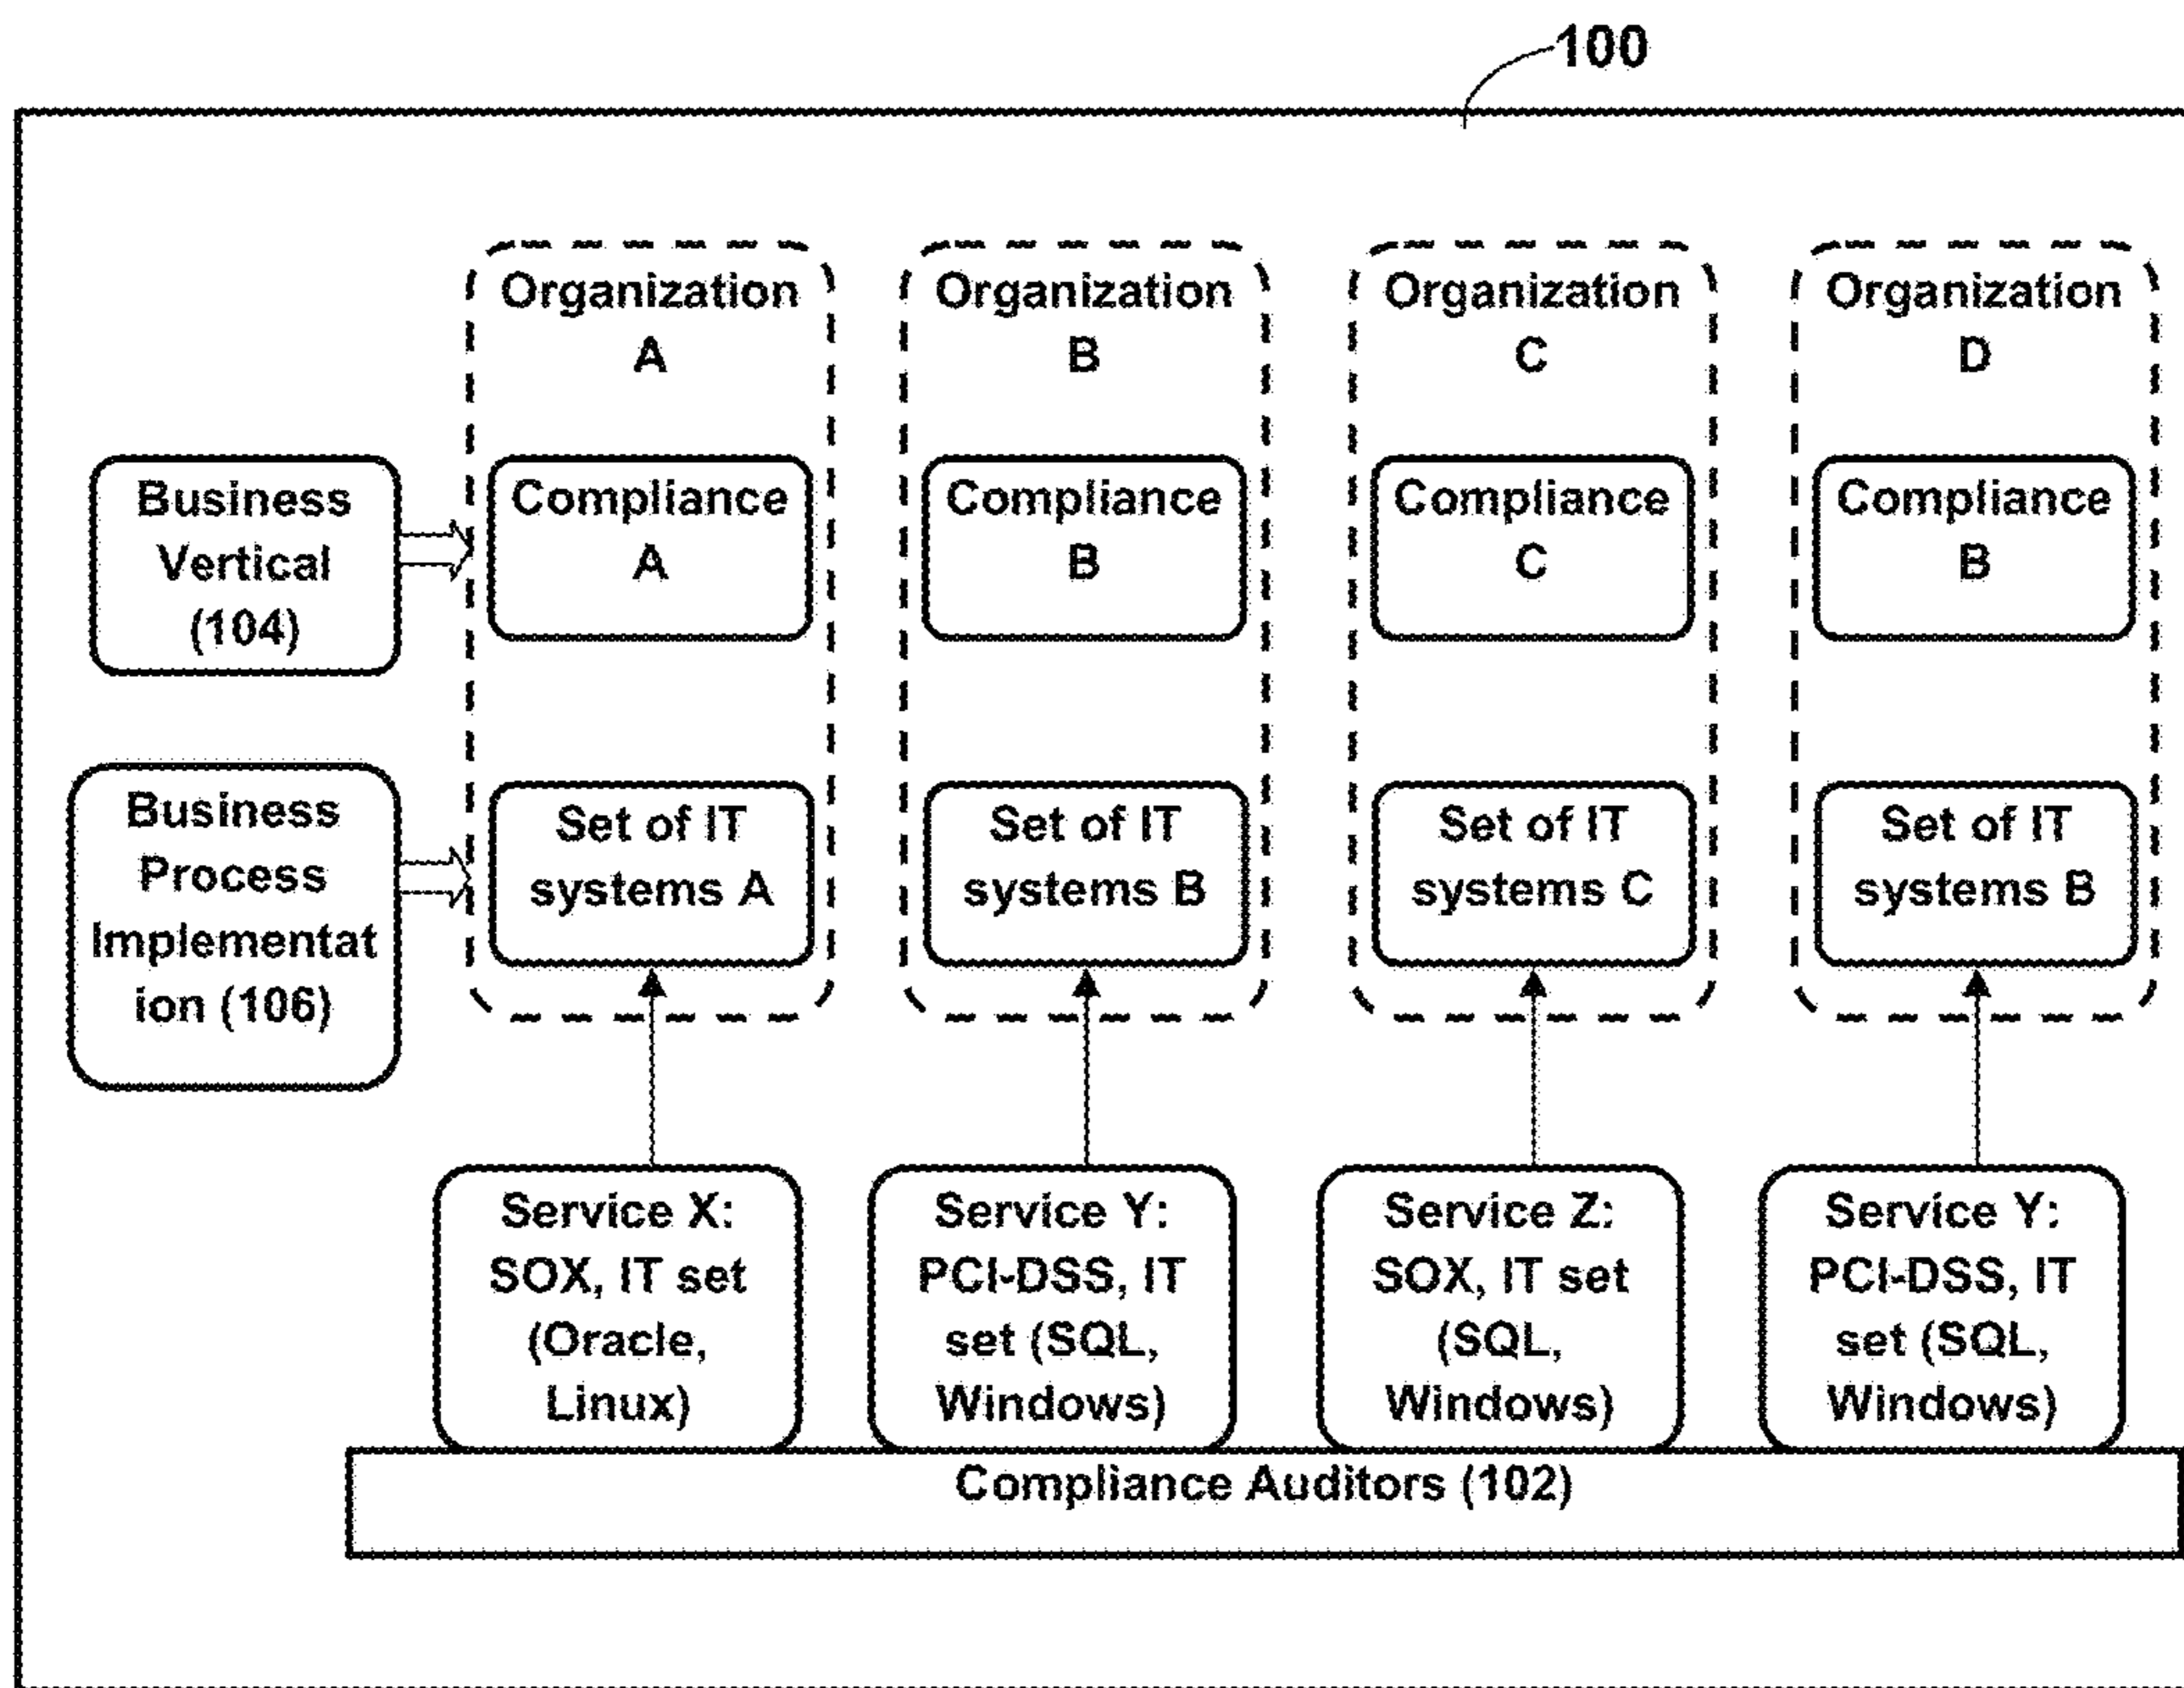 100
Organization
A
Organization
B
Organization
C
Organization
D
Business
Vertical
(104)
Compliance
A
Compliance
B
Compliance
C
Compliance
B
Business
Process
Implementat
ion (106)
Set of IT
systems A
Set of IT
systems B
Set of IT
systems C
Set of IT
systems B
Service X:
SOX, IT set
(Oracle,
Linux)
Service Y:
PCI-DSS, IT
set (SQL,
Windows)
Service Z:
SOX, IT set
(SQL,
Windows)
Service Y:
PCI-DSS, IT
set (SQL,
Windows)
Compliance Auditors (102)